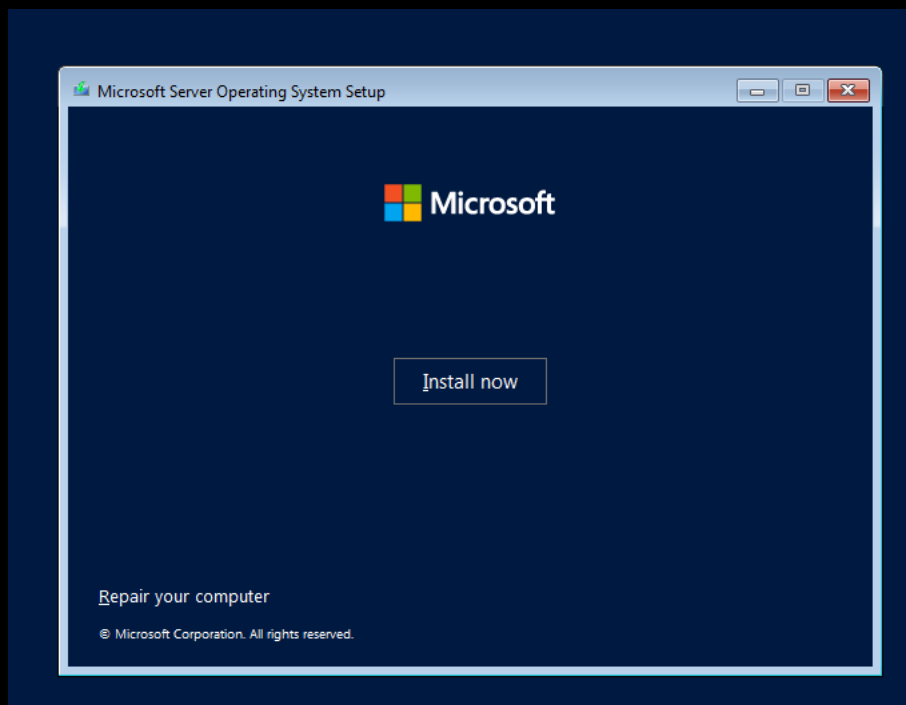 Microsoft Server Operating System Setup
Microsoft
Install now
Repair your computer
© Microsoft Corporation. All rights reserved.